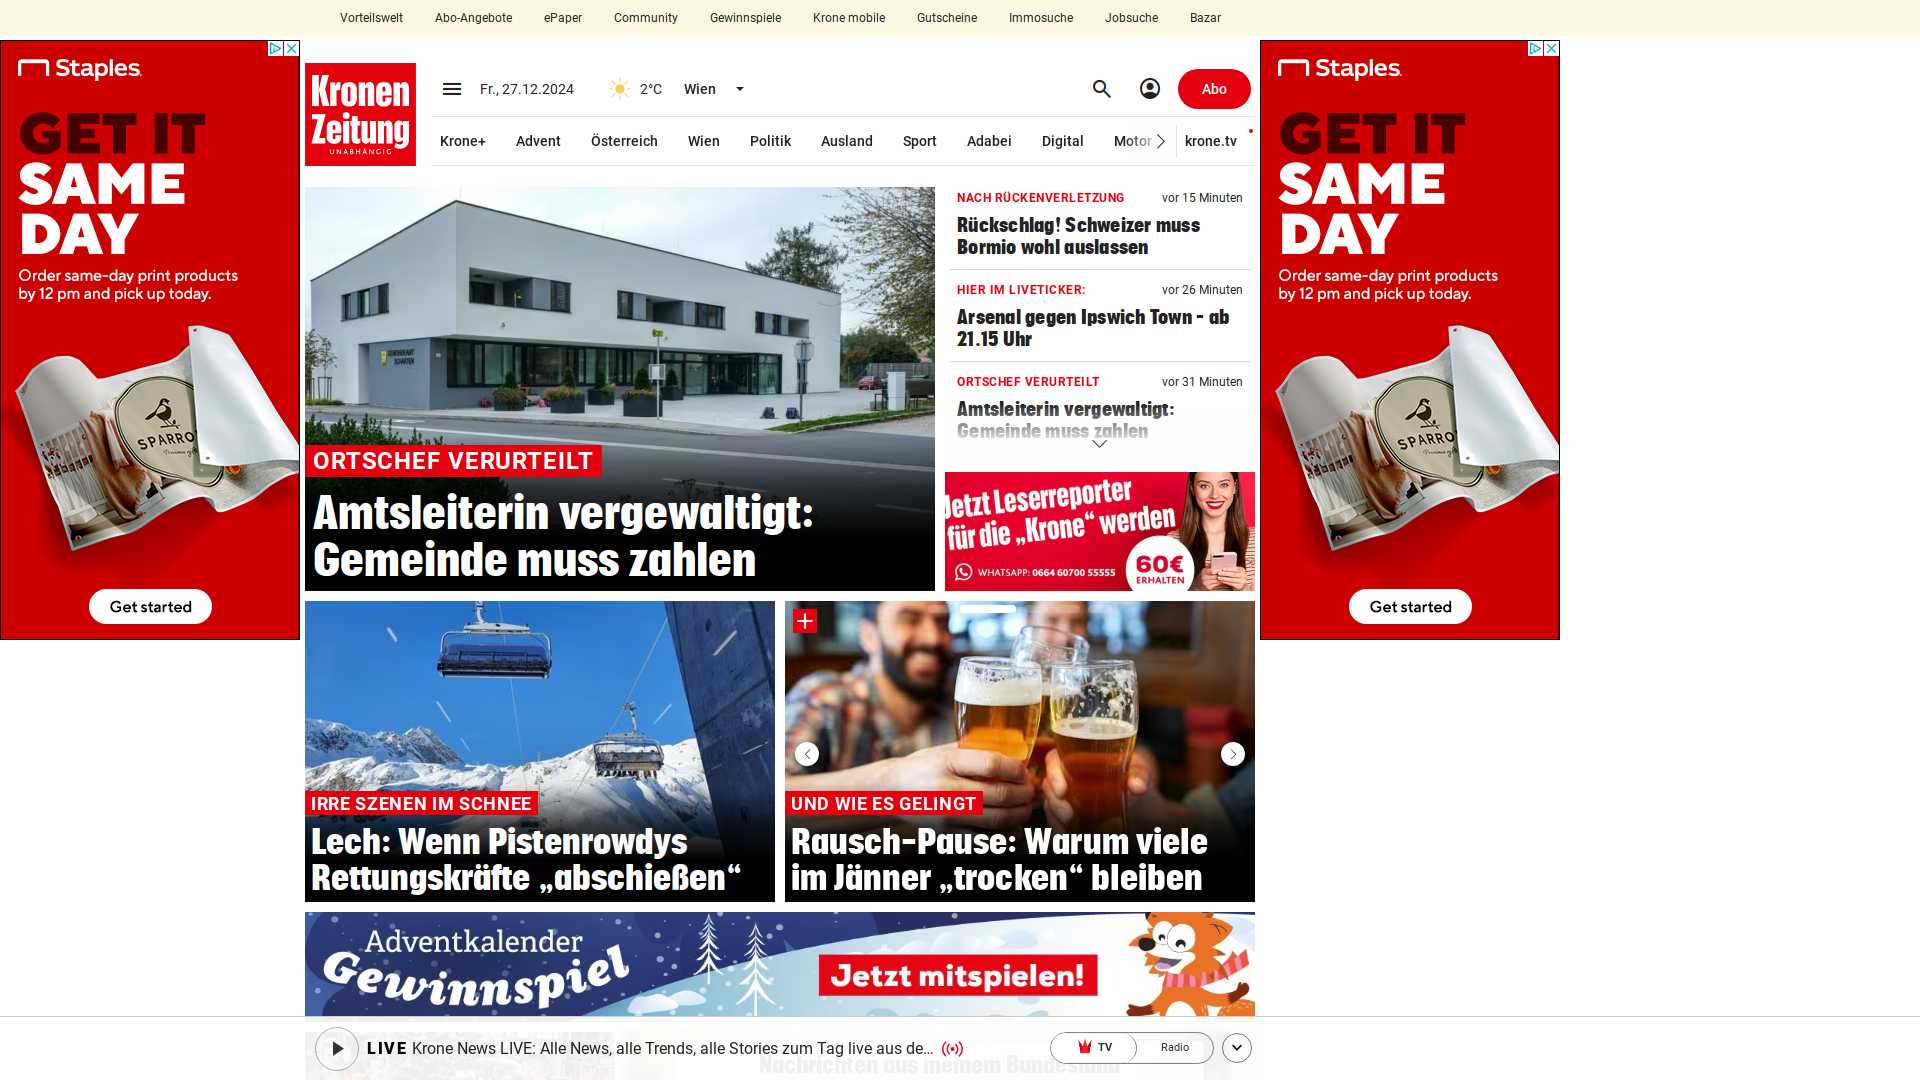 Vorteilswelt Abo-Angebote ePaper Community Gewinnspiele Krone mobile Gutscheine Immosuche Jobsuche Bazar
Staples
GET IT
SAME
DAY
Order same-day print products
by 12 pm and pick up today.
SPARRO
Get started
Kronen
Zeitung
UNABHÄNGIG
Fr., 27.12.2024 2°C Wien
Abo
Krone+ Advent Österreich Wien Politik Ausland Sport Adabei Digital Motor krone.tv
ORTSCHEF VERURTEILT
Amtsleiterin vergewaltigt:
Gemeinde muss zahlen
NACH RÜCKENVERLETZUNG vor 15 Minuten
Rückschlag! Schweizer muss
Bormio wohl auslassen
HIER IM LIVETICKER: vor 26 Minuten
Arsenal gegen Ipswich Town - ab
21.15 Uhr
ORTSCHEF VERURTEILT vor 31 Minuten
Amtsleiterin vergewaltigt:
Gemeinde muss zahlen
Jetzt Leserreporter
für die „Krone“ werden
WHATSAPP: 0664 60700 55555
60€
ERHALTEN
IRRE SZENEN IM SCHNEE
Lech: Wenn Pistenrowdys
Rettungskräfte „abschießen“
UND WIE ES GELINGT
Rausch-Pause: Warum viele
im Jänner „trocken“ bleiben
Adventkalender
Gewinnspiel
Jetzt mitspielen!
LIVE Krone News LIVE: Alle News, alle Trends, alle Stories zum Tag live aus de...
TV Radio
Nachrichten aus meinem Bundesland
Staples
GET IT
SAME
DAY
Order same-day print products
by 12 pm and pick up today.
SPARRO
Get started